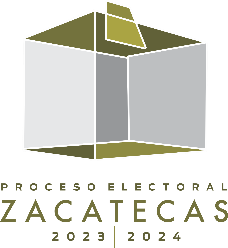 PROCESO ELECTORAL
ZACATECAS
2023 | 2024